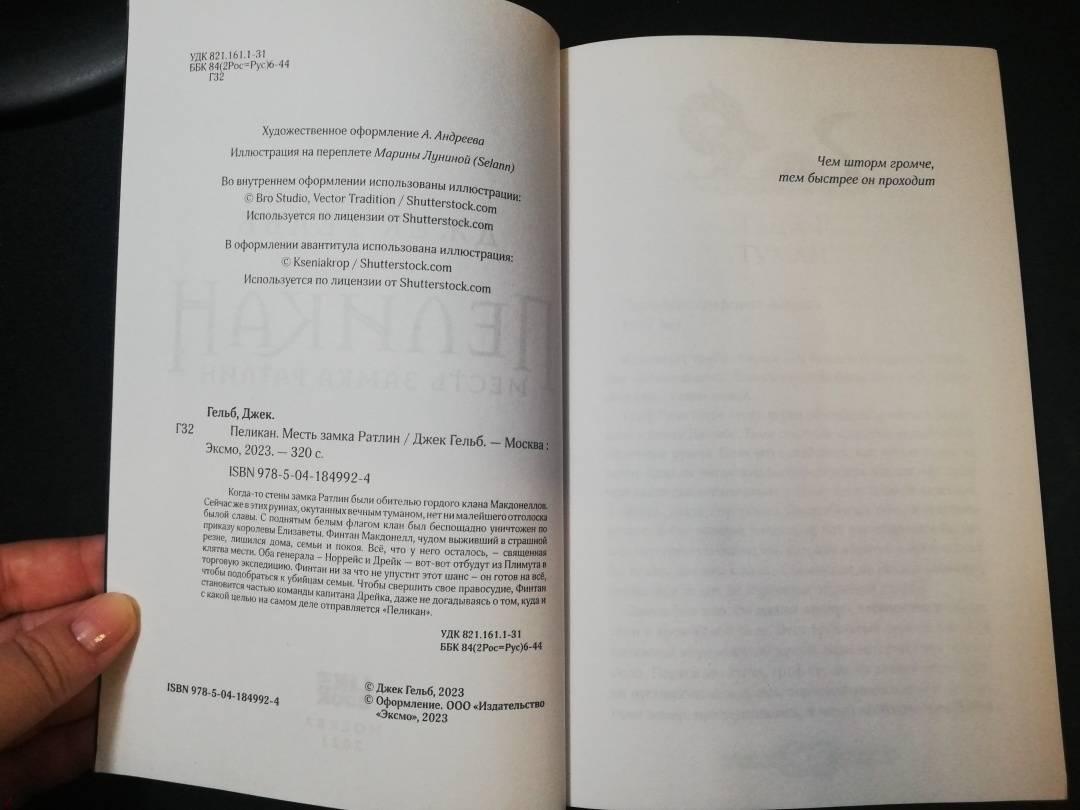 УДК 821.161.1-31
ББК 84(2Рос=Рус)6-44
Г32
Художественное оформление А. Андреева
Иллюстрация на переплете Марины Луниной (Selann)
Во внутреннем оформлении использованы иллюстрации:
© Bro Studio, Vector Tradition / Shutterstock.com
Используется по лицензии от Shutterstock.com
В оформлении авантитула использована иллюстрация:
© Kseniakrop / Shutterstock.com
Используется по лицензии от Shutterstock.com
Гельб, Джек.
Г32 Пеликан. Месть замка Ратлин / Джек Гельб. — Москва :
Эксмо, 2023. — 320 с.
ISBN 978-5-04-184992-4
Когда-то стены замка Ратлин были обителью гордого клана Макдонеллов.
Сейчас же в этих руинах, окутанных вечным туманом, нет ни малейшего отголоска
былой славы. С поднятым белым флагом клан был беспощадно уничтожен по
приказу королевы Елизаветы. Финтан Макдонелл, чудом выживший в страшной
резне, лишился дома, семьи и покоя. Всё, что у него осталось, – священная
клятва мести. Оба генерала – Норрейс и Дрейк – вот-вот отбудут из Плимута в
торговую экспедицию. Финтан ни за что не упустит этот шанс – он готов на всё,
чтобы подобраться к убийцам семьи. Чтобы свершить свое правосудие, Финтан
становится частью команды капитана Дрейка, даже не догадываясь о том, куда и
с какой целью на самом деле отправляется «Пеликан».
УДК 821.161.1-31
ББК 84(2Рос=Рус)6-44
© Джек Гельб, 2023
© Оформление. ООО «Издательство
«Эксмо», 2023
ISBN 978-5-04-184992-4
Чем шторм громче,
тем быстрее он проходит